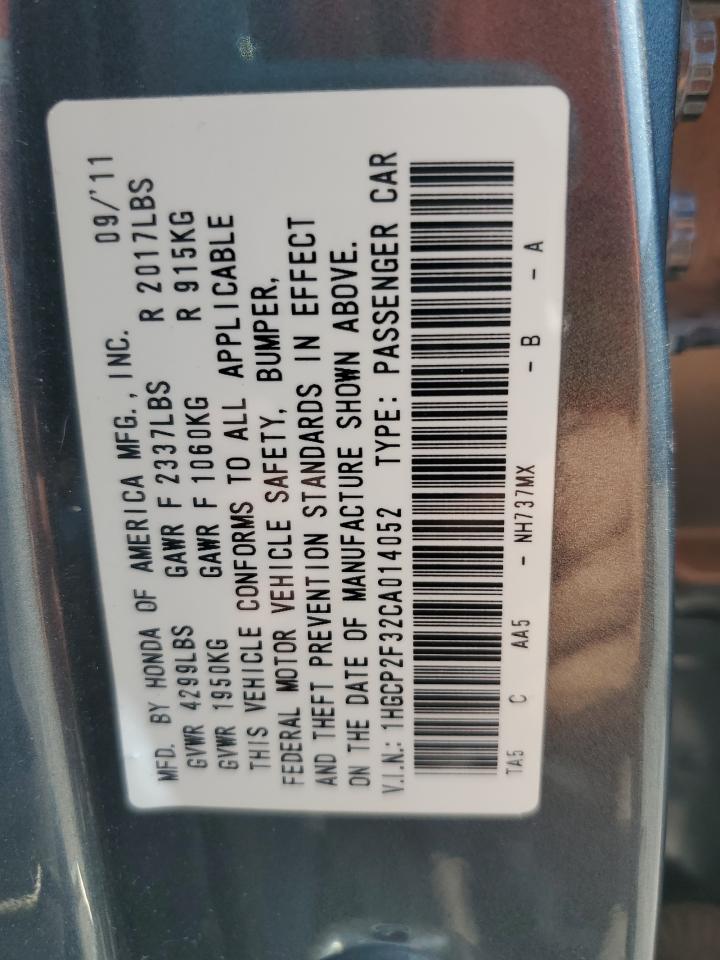 MFD. BY HONDA OF AMERICA MFG., INC. 09/'11
GVWR 4299LBS GAWR F 2337LBS R 2017LBS
GVWR 1950KG GAWR F 1060KG R 915KG
THIS VEHICLE CONFORMS TO ALL APPLICABLE
FEDERAL MOTOR VEHICLE SAFETY, BUMPER,
AND THEFT PREVENTION STANDARDS IN EFFECT
ON THE DATE OF MANUFACTURE SHOWN ABOVE.
V.I.N.: 1HGCP2F32CA014052 TYPE: PASSENGER CAR
TA5 C AA5 - NH737MX - B - A